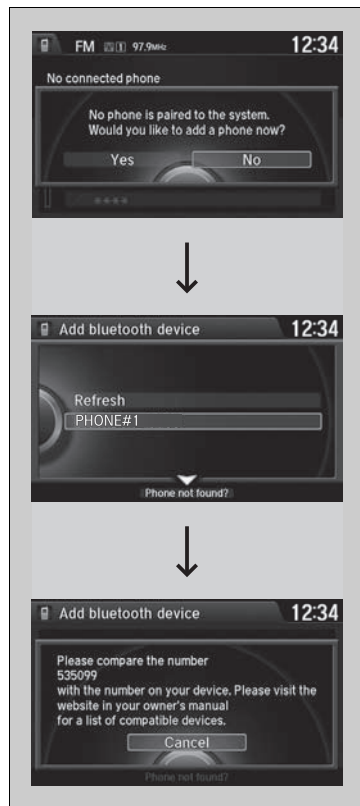 FM 1 97.9MHz 12:34
No connected phone
No phone is paired to the system.
Would you like to add a phone now?
Yes No
Add bluetooth device 12:34
Refresh
PHONE#1
Phone not found?
Add bluetooth device 12:34
Please compare the number
535099
with the number on your device. Please visit the
website in your owner's manual
for a list of compatible devices.
Cancel
Phone not found?